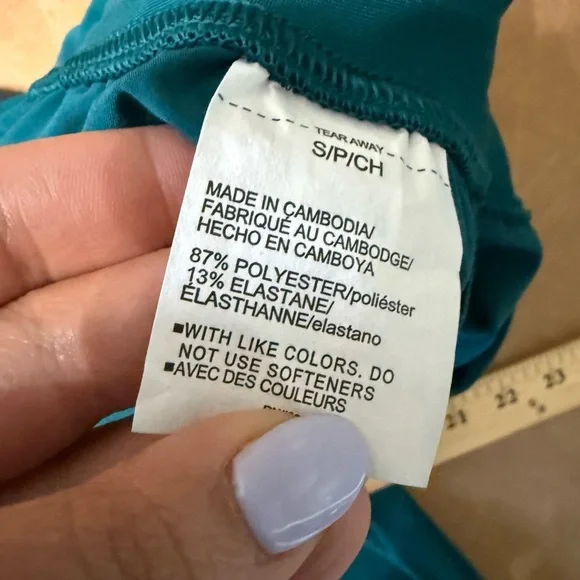 TEAR AWAY
S/P/CH
MADE IN CAMBODIA/
FABRIQUÉ AU CAMBODGE/
HECHO EN CAMBOYA
87% POLYESTER/poliéster
13% ELASTANE/
ÉLASTHANNE/elastano
■WITH LIKE COLORS. DO
NOT USE SOFTENERS
■AVEC DES COULEURS
21 22 23